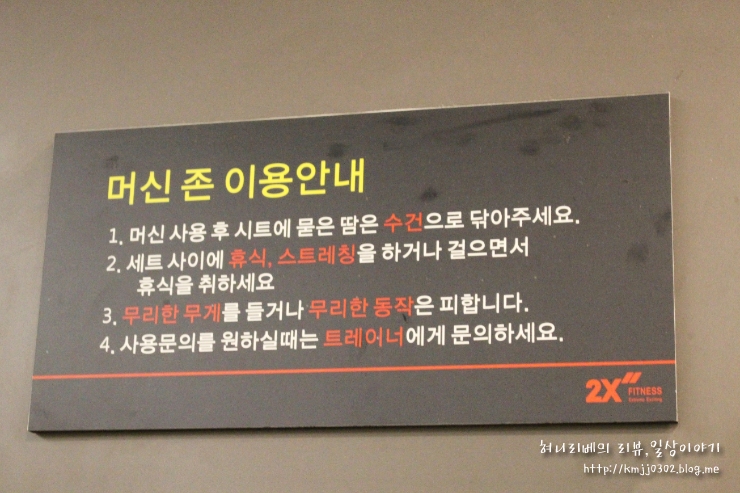 머신 존 이용안내
1. 머신 사용 후 시트에 묻은 땀은 수건으로 닦아주세요.
2. 세트 사이에 휴식, 스트레칭을 하거나 걸으면서
휴식을 취하세요
3. 무리한 무게를 들거나 무리한 동작은 피합니다.
4. 사용문의를 원하실때는 트레이너에게 문의하세요.
2X FITNESS
혀니리베의 리뷰,일상이야기
http://kmjj0302.blog.me